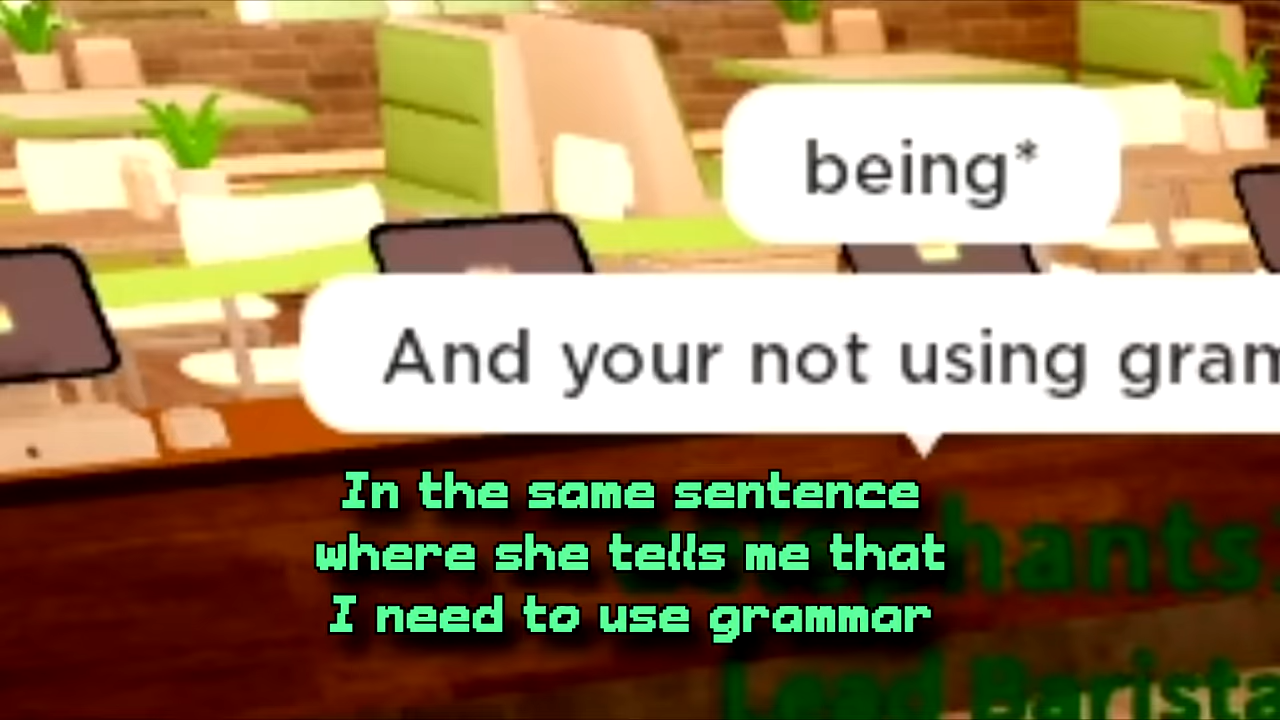 being*
And your not using gram
In the same sentence
where she tells me that
I need to use grammar
hants
Lead Barista